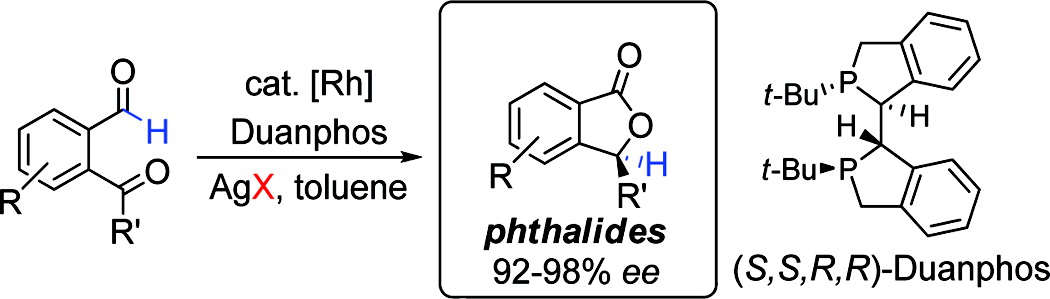 O
H
O
R
R'
cat. [Rh]
Duanphos
AgX, toluene
O
O
H
R
R'
phthalides
92-98% ee
P
t-Bu
H
H
t-Bu
P
(S,S,R,R)-Duanphos